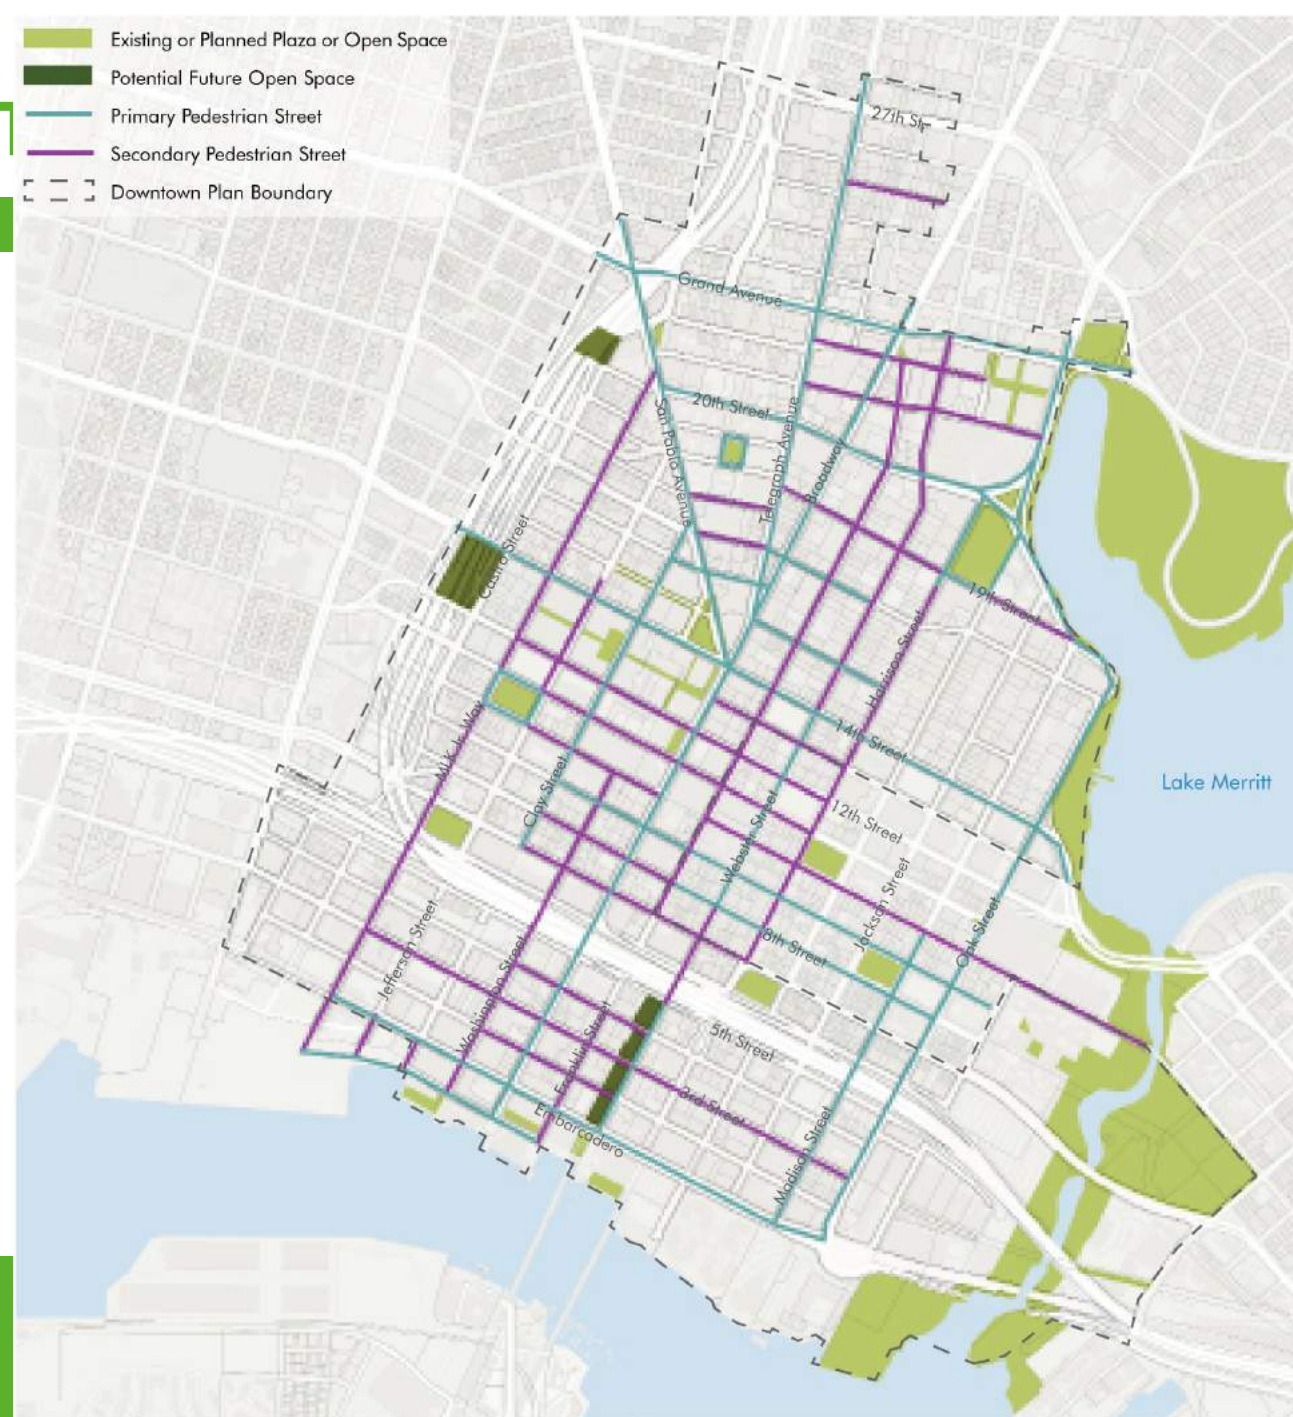 Existing or Planned Plaza or Open Space
Potential Future Open Space
Primary Pedestrian Street
Secondary Pedestrian Street
Downtown Plan Boundary
27th St.
Grand Avenue
20th Street
San Pablo Avenue
Telegraph Avenue
Broadway
Castro Street
19th Street
Harrison Street
14th Street
MLK Jr. Way
Clay Street
Lake Merritt
12th Street
Webster Street
Jackson Street
Oak Street
8th Street
Jefferson Street
Washington Street
Franklin Street
5th Street
3rd Street
Embarcadero
Madison Street